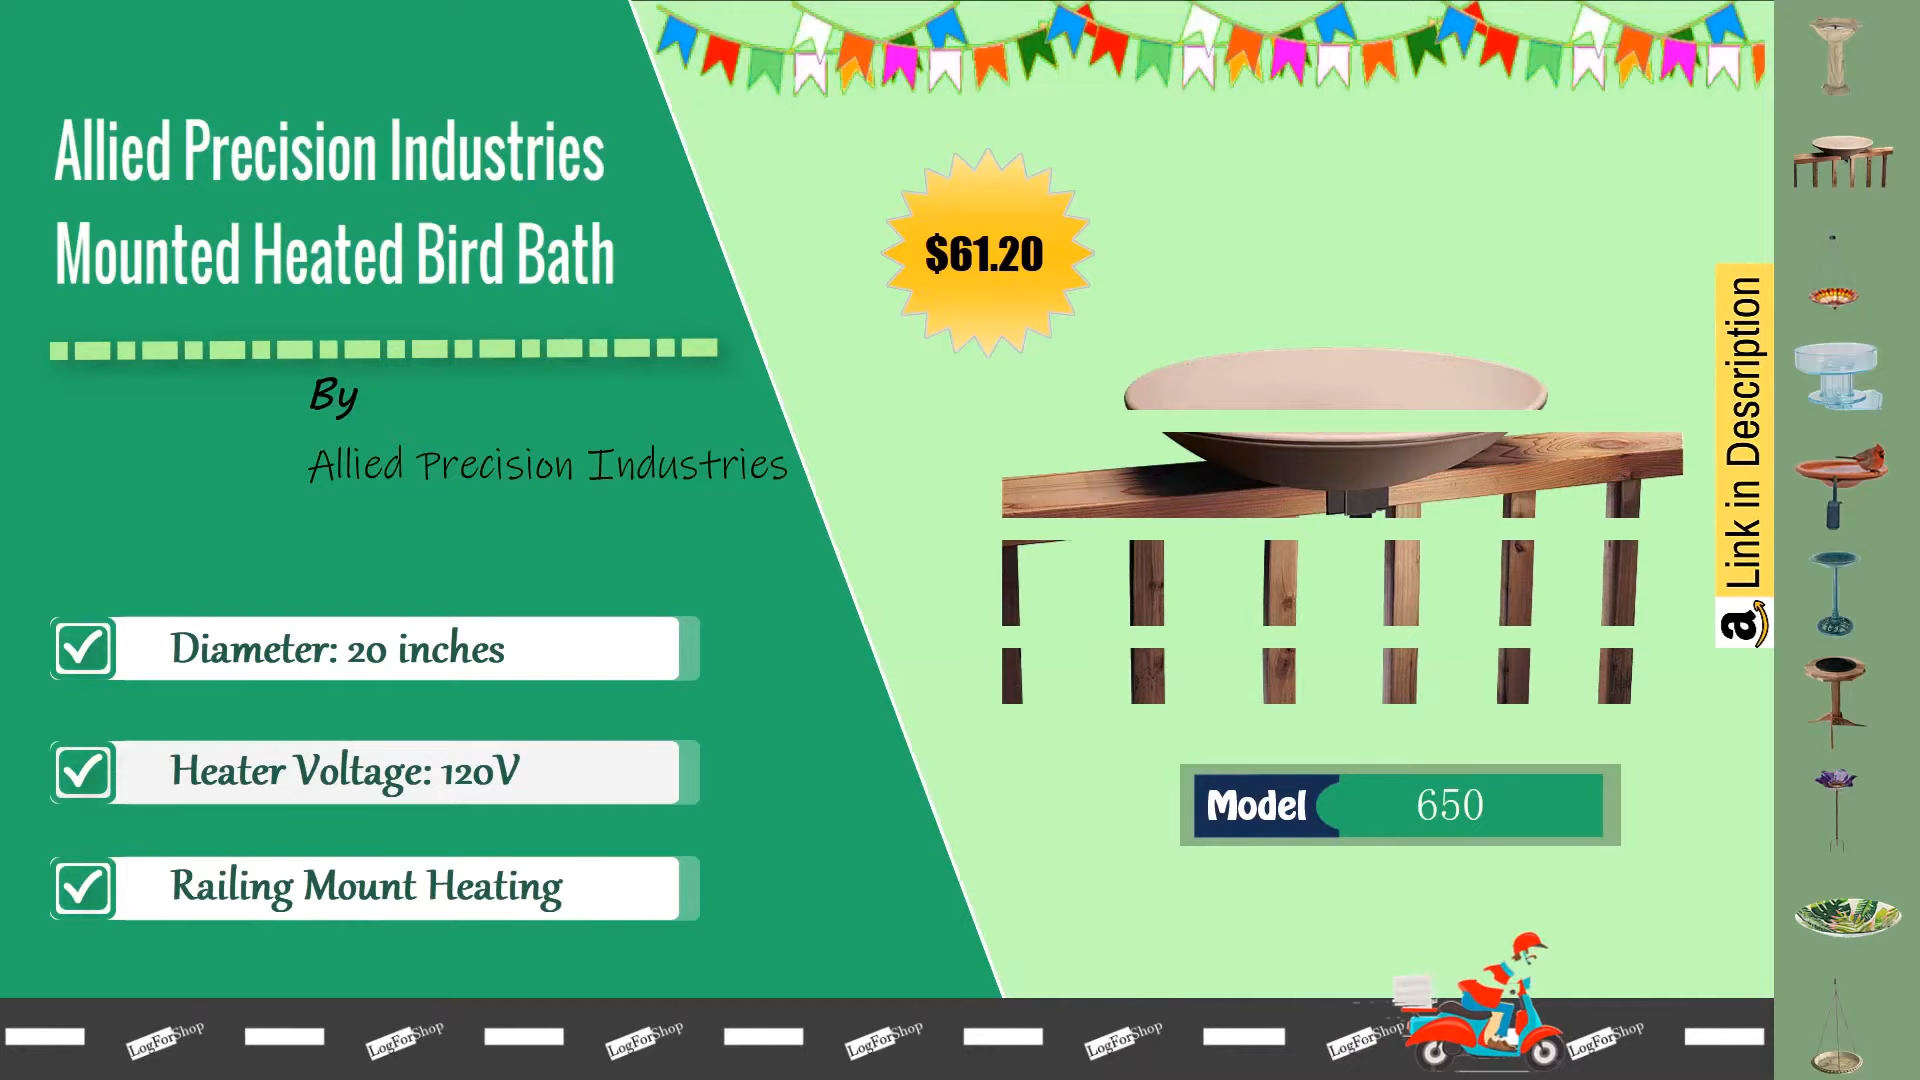 Allied Precision Industries
Mounted Heated Bird Bath
$61.20
By
Allied Precision Industries
Link in Description
a
Diameter: 20 inches
Heater Voltage: 120V
Railing Mount Heating
Model 650
LogForShop LogForShop LogForShop LogForShop LogForShop LogForShop LogForShop